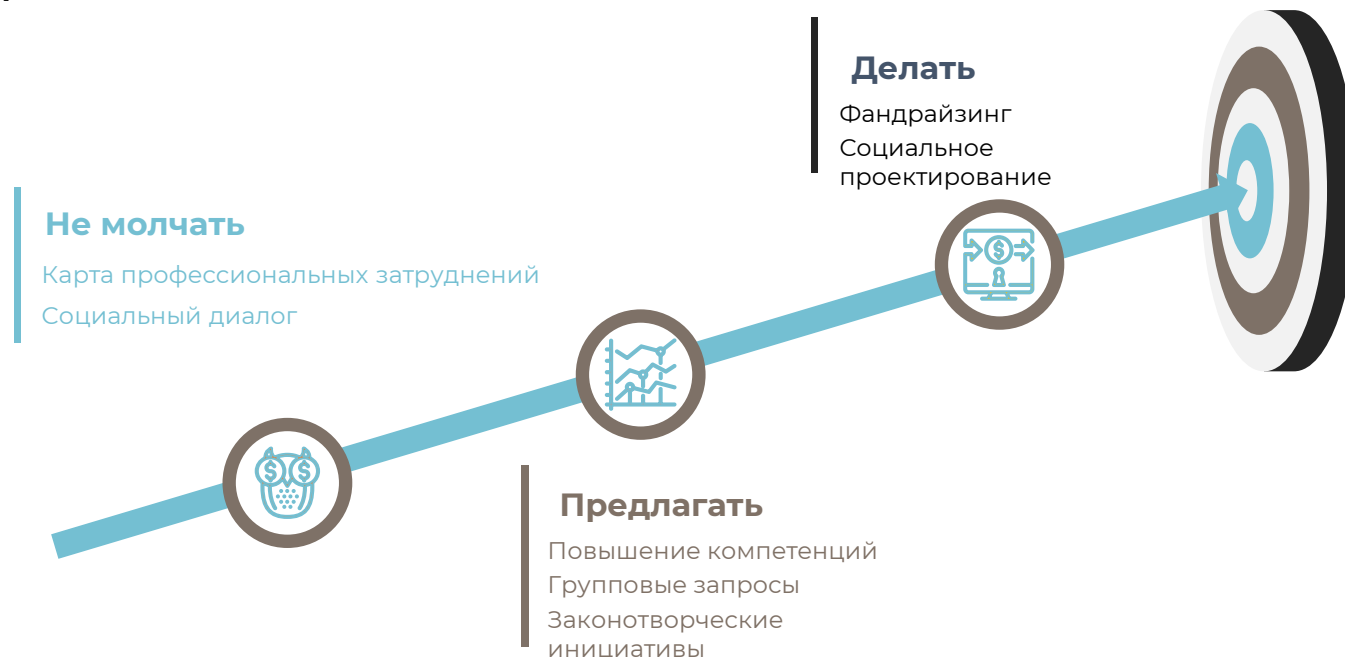 Не молчать
Карта профессиональных затруднений
Социальный диалог
Предлагать
Повышение компетенций
Групповые запросы
Законотворческие
инициативы
Делать
Фандрайзинг
Социальное
проектирование
$ $
$